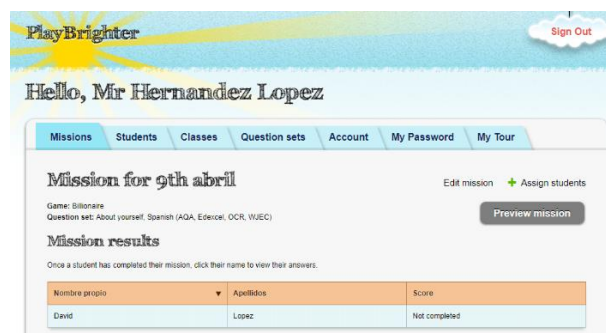 PlayBrighter
Sign Out
Hello, Mr Hernandez Lopez
Missions Students Classes Question sets Account My Password My Tour
Mission for 9th abril
Edit mission + Assign students
Game: Billionaire
Question set: About yourself, Spanish (AQA, Edexcel, OCR, WJEC)
Preview mission
Mission results
Once a student has completed their mission, click their name to view their answers.
Nombre propio ▼ Apellidos Score
David Lopez Not completed